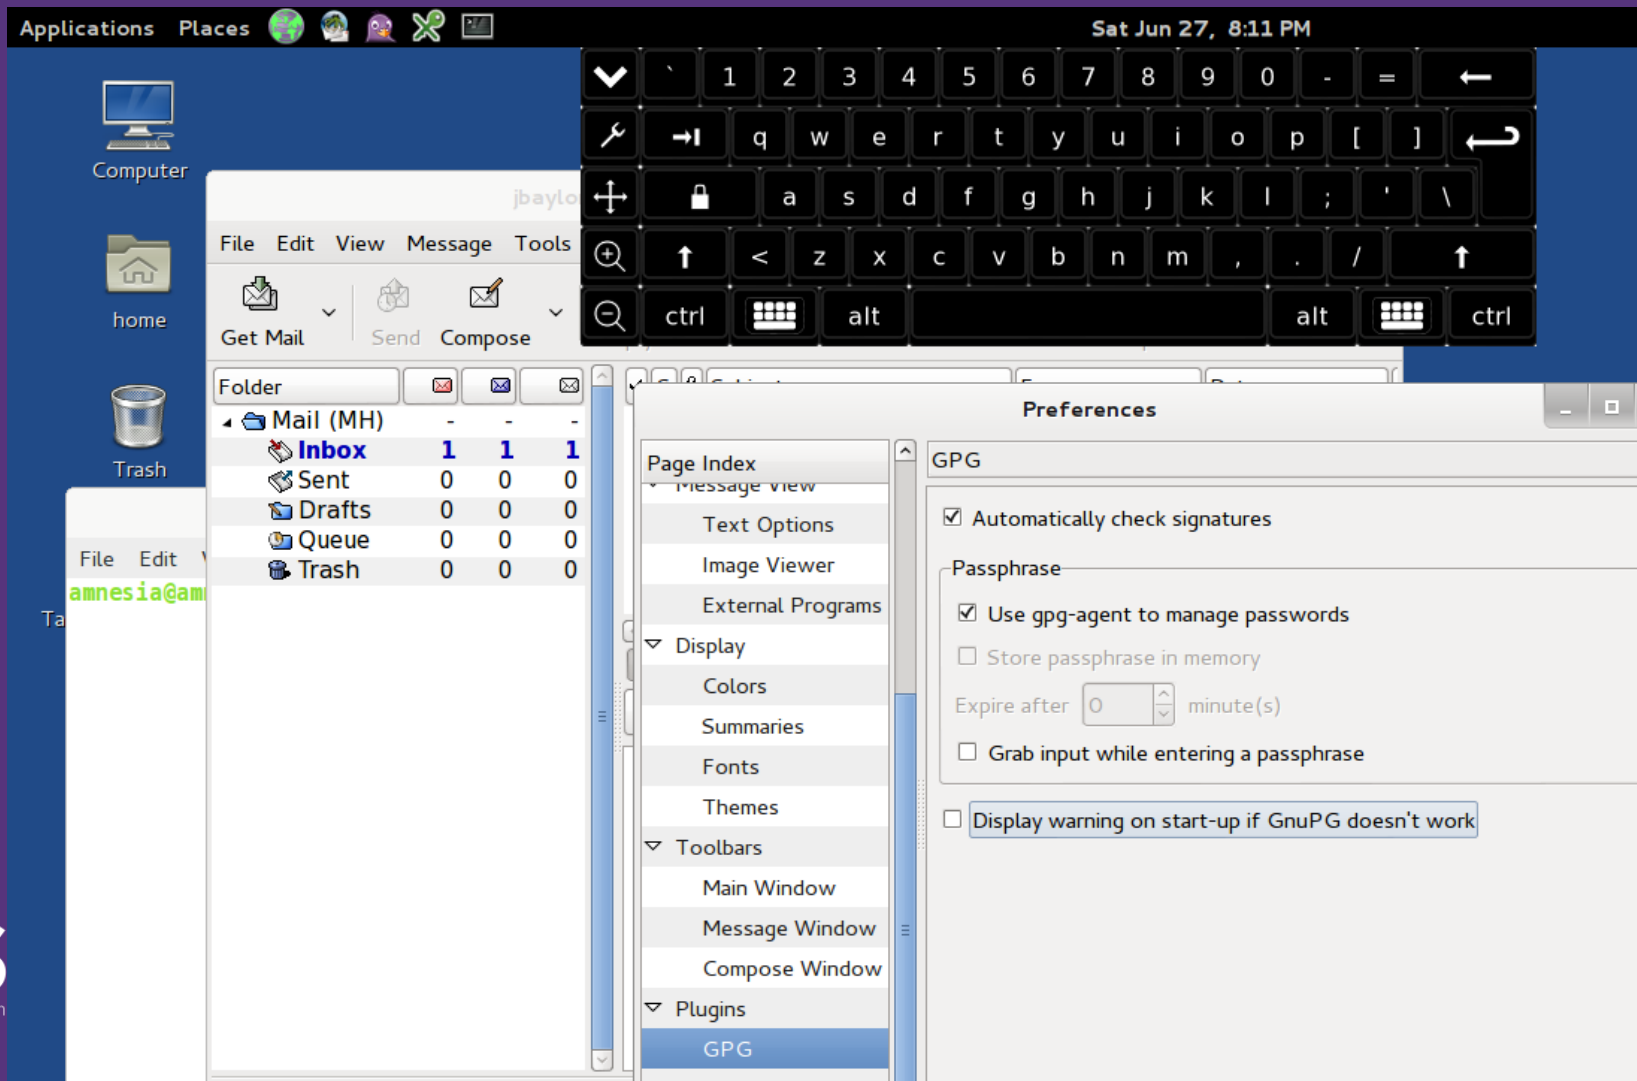 Applications Places Sat Jun 27, 8:11 PM
` 1 2 3 4 5 6 7 8 9 0 - =
q w e r t y u i o p [ ]
a s d f g h j k l ; ' \
< z x c v b n m , . /
ctrl alt alt ctrl
Computer
home
Trash
File Edit View Message Tools
Get Mail Send Compose
Folder
Mail (MH) - - -
Inbox 1 1 1
Sent 0 0 0
Drafts 0 0 0
Queue 0 0 0
Trash 0 0 0
File Edit
amnesia@am
Preferences
Page Index
Message View
Text Options
Image Viewer
External Programs
Display
Colors
Summaries
Fonts
Themes
Toolbars
Main Window
Message Window
Compose Window
Plugins
GPG
GPG
Automatically check signatures
Passphrase
Use gpg-agent to manage passwords
Store passphrase in memory
Expire after 0 minute(s)
Grab input while entering a passphrase
Display warning on start-up if GnuPG doesn't work